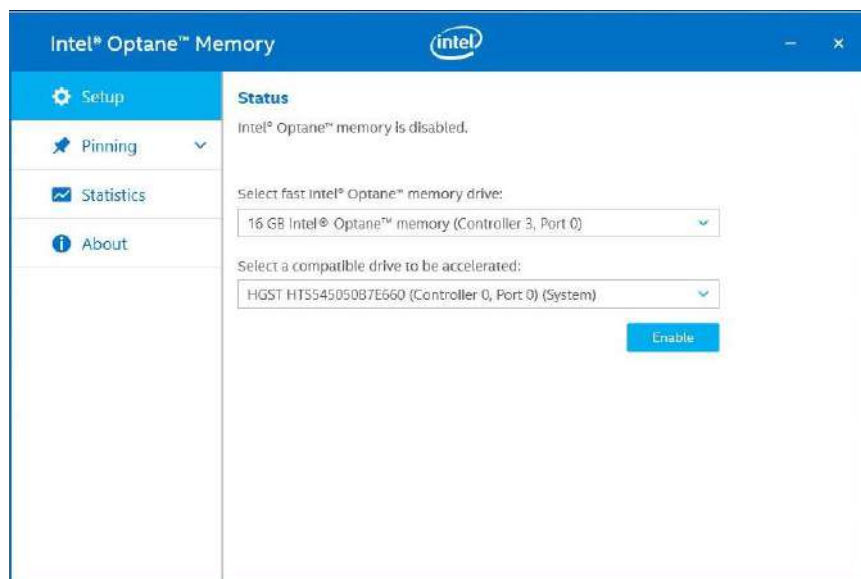 Intel® Optane™ Memory
intel
Setup
Pinning
Statistics
About
Status
Intel® Optane™ memory is disabled.
Select fast Intel® Optane™ memory drive:
16 GB Intel® Optane™ memory (Controller 3, Port 0)
Select a compatible drive to be accelerated:
HGST HTS545050B7E660 (Controller 0, Port 0) (System)
Enable